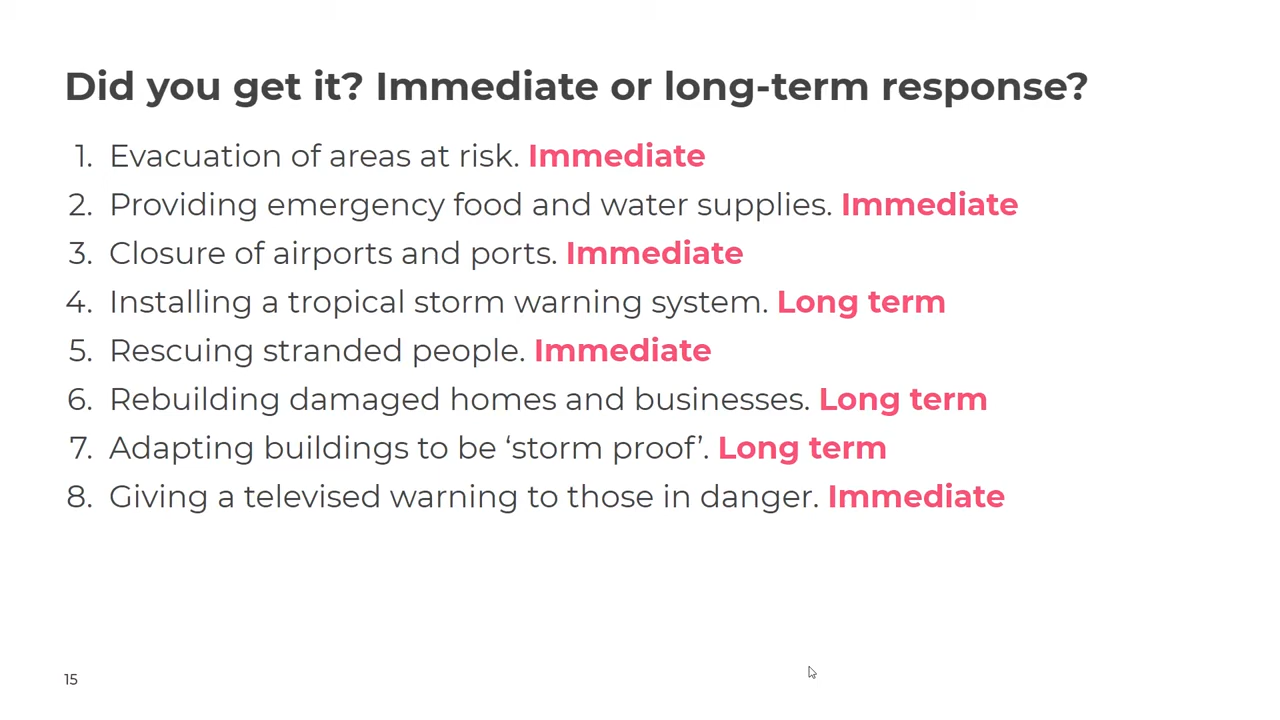 Did you get it? Immediate or long-term response?
1. Evacuation of areas at risk. Immediate
2. Providing emergency food and water supplies. Immediate
3. Closure of airports and ports. Immediate
4. Installing a tropical storm warning system. Long term
5. Rescuing stranded people. Immediate
6. Rebuilding damaged homes and businesses. Long term
7. Adapting buildings to be ‘storm proof’. Long term
8. Giving a televised warning to those in danger. Immediate
15